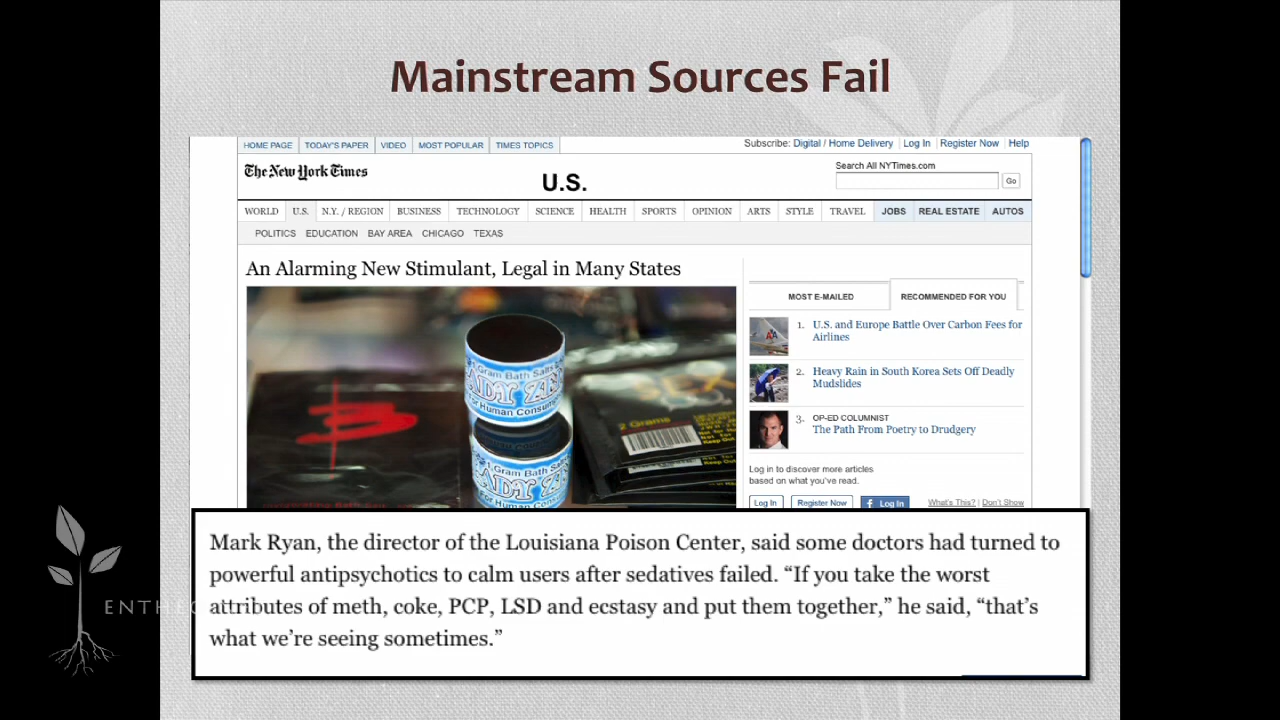 Mainstream Sources Fail
HOME PAGE TODAY'S PAPER VIDEO MOST POPULAR TIMES TOPICS
Subscribe: Digital / Home Delivery Log In Register Now Help
The New York Times
U.S.
Search All NYTimes.com
Go
WORLD U.S. N.Y. / REGION BUSINESS TECHNOLOGY SCIENCE HEALTH SPORTS OPINION ARTS STYLE TRAVEL JOBS REAL ESTATE AUTOS
POLITICS EDUCATION BAY AREA CHICAGO TEXAS
An Alarming New Stimulant, Legal in Many States
Gram Bath
Human
2 Grams
Gram Bath
Human
MOST E-MAILED RECOMMENDED FOR YOU
1. U.S. and Europe Battle Over Carbon Fees for
Airlines
2. Heavy Rain in South Korea Sets Off Deadly
Mudslides
3. OP-ED COLUMNIST
The Path From Poetry to Drudgery
Log in to discover more articles
based on what you've read.
Log In Register Now f Log In What's This? | Don't Show
Mark Ryan, the director of the Louisiana Poison Center, said some doctors had turned to
powerful antipsychotics to calm users after sedatives failed. “If you take the worst
attributes of meth, coke, PCP, LSD and ecstasy and put them together,” he said, “that’s
what we’re seeing sometimes.”